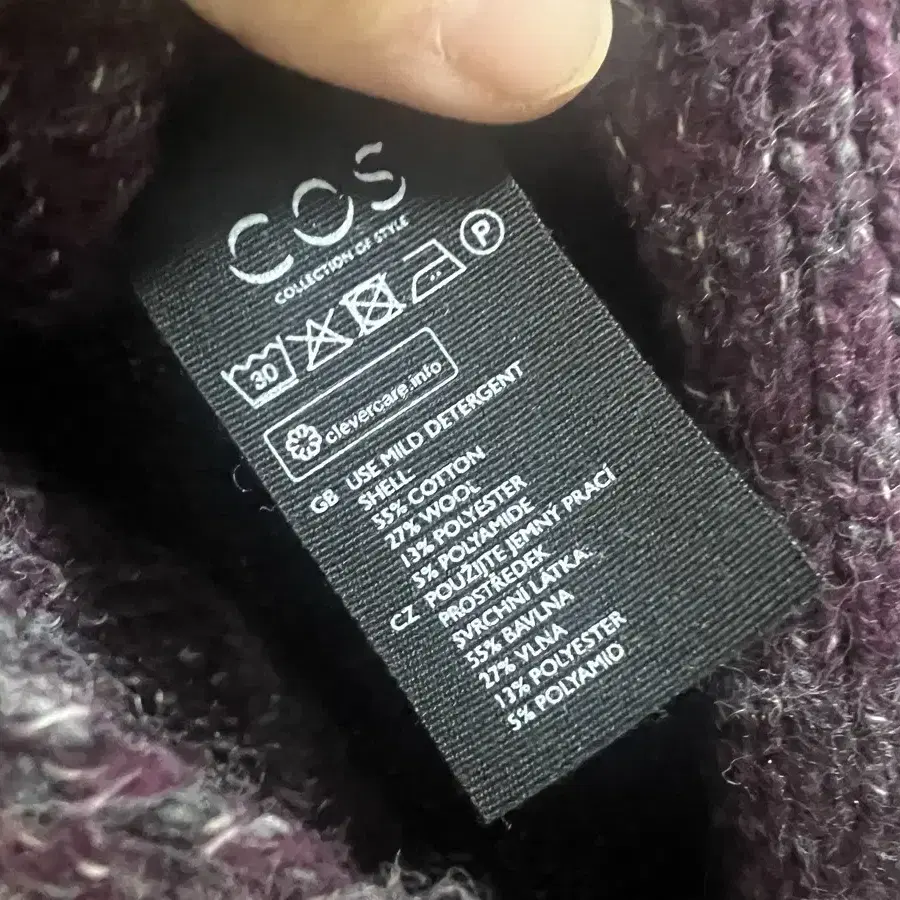 COS
COLLECTION OF STYLE
P
30
clevercare.info
GB USE MILD DETERGENT
SHELL:
55% COTTON
27% WOOL
13% POLYESTER
5% POLYAMIDE
CZ POUŽIJTE JEMNÝ PRACÍ
PROSTŘEDEK
SVRCHNÍ LÁTKA:
55% BAVLNA
27% VLNA
13% POLYESTER
5% POLYAMID